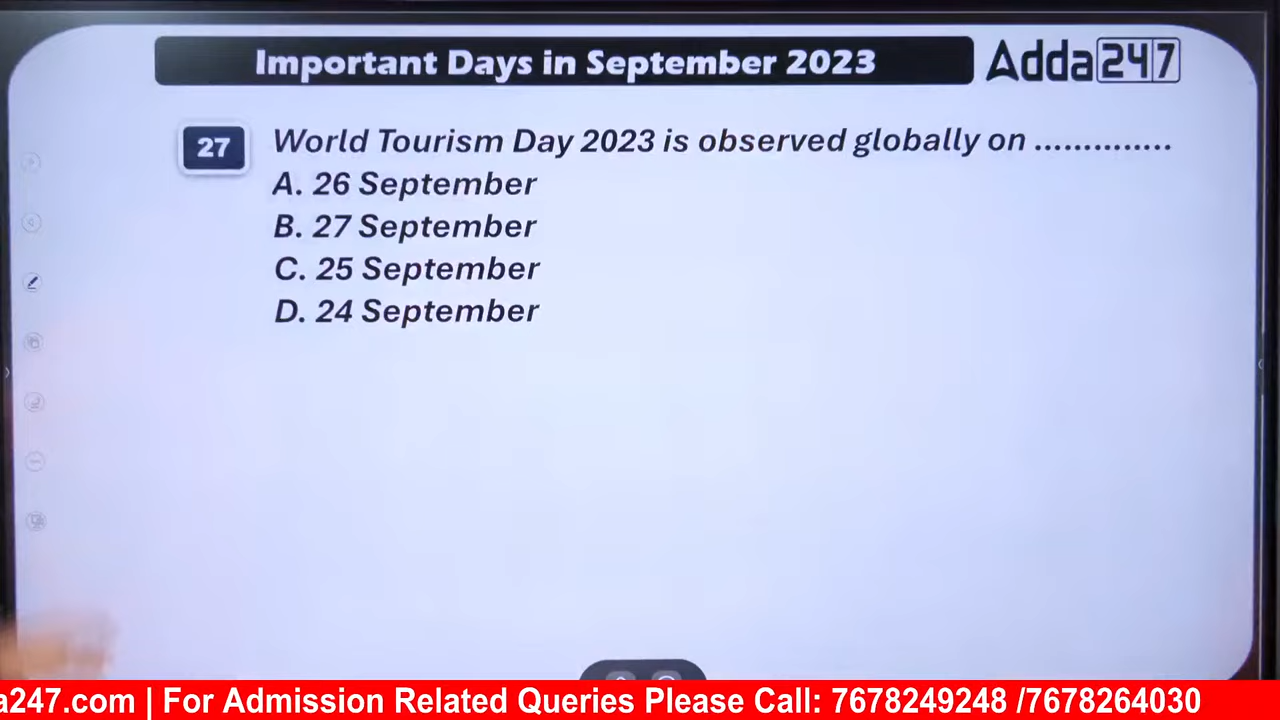 Important Days in September 2023
Adda247
27
World Tourism Day 2023 is observed globally on ..............
A. 26 September
B. 27 September
C. 25 September
D. 24 September
a247.com | For Admission Related Queries Please Call: 7678249248 /7678264030